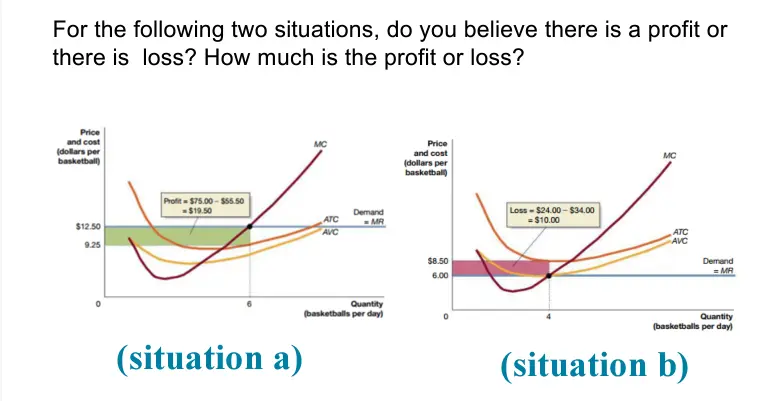 For the following two situations, do you believe there is a profit or
there is loss? How much is the profit or loss?
Price
and cost
(dollars per
basketball)
MC
Profit = $75.00 – $55.50
= $19.50
Demand
= MR
ATC
AVC
$12.50
9.25
0
6
Quantity
(basketballs per day)
(situation a)
Price
and cost
(dollars per
basketball)
MC
Loss = $24.00 – $34.00
= $10.00
ATC
AVC
$8.50
6.00
Demand
= MR
0
4
Quantity
(basketballs per day)
(situation b)